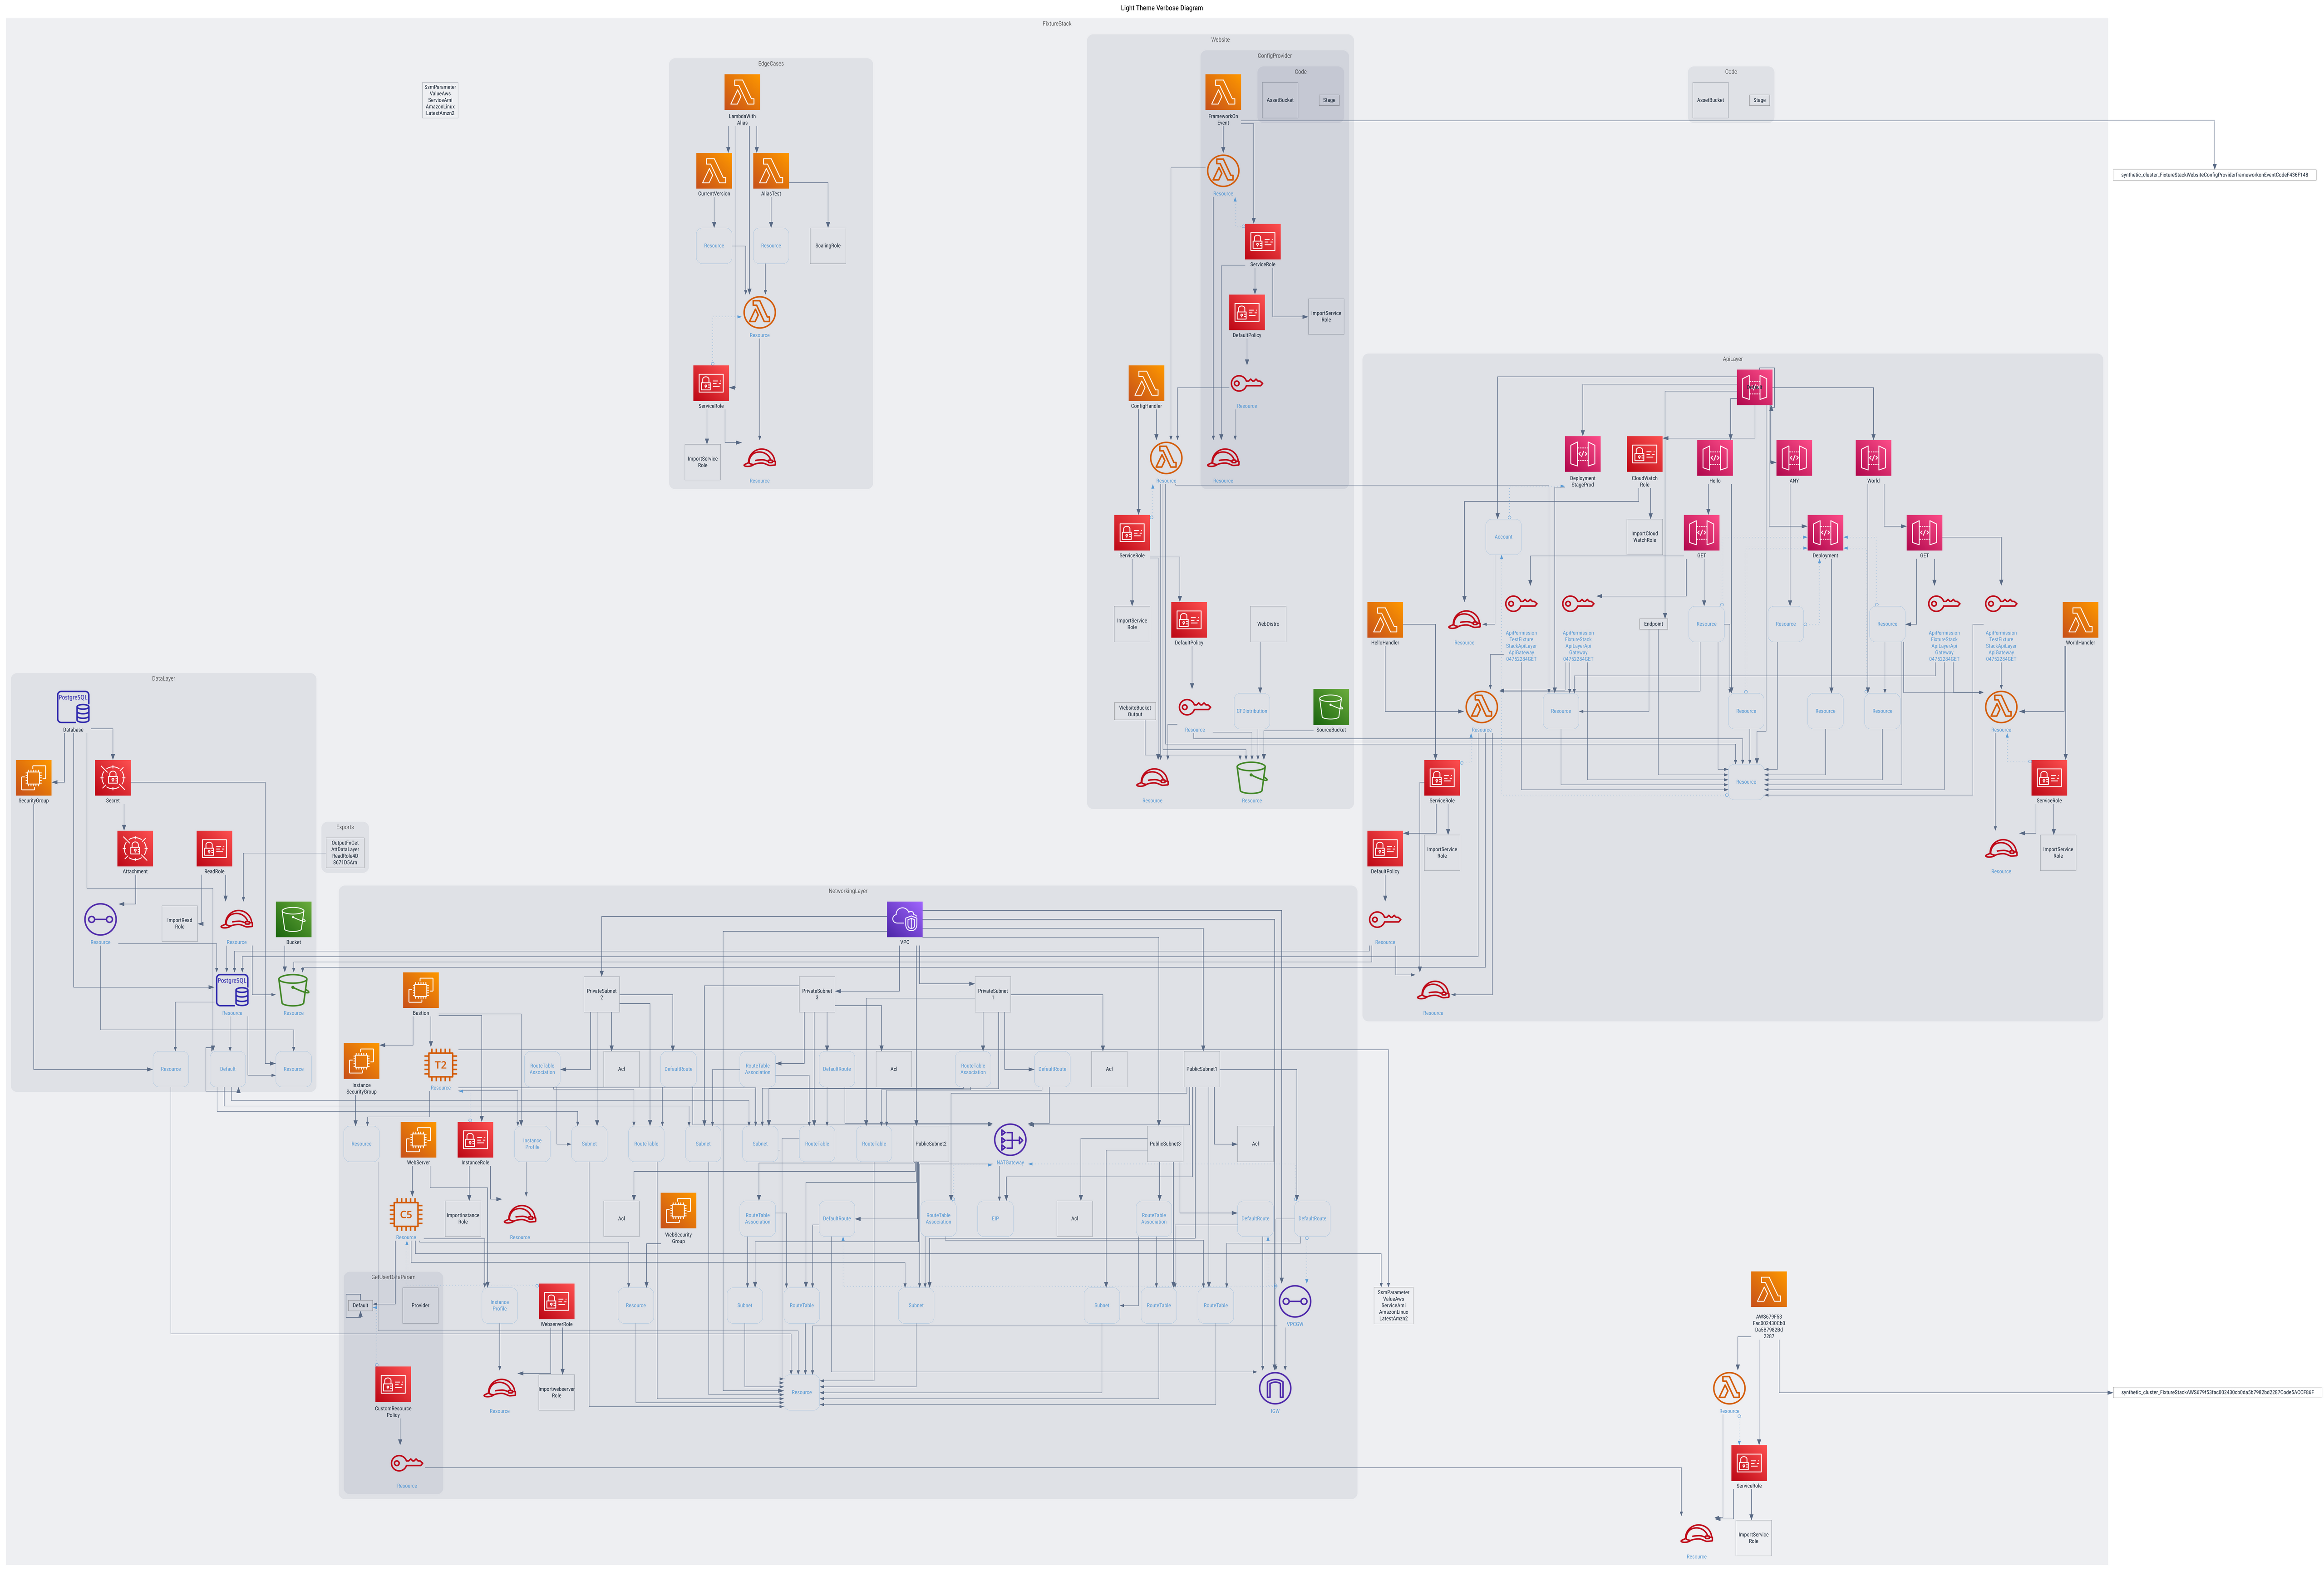 Light Theme Verbose Diagram
FixtureStack
Website
ConfigProvider
Code
AssetBucket
Stage
FrameworkOn
Event
Resource
ServiceRole
DefaultPolicy
ImportService
Role
Resource
Resource
ConfigHandler
Resource
ServiceRole
ImportService
Role
DefaultPolicy
WebDistro
WebsiteBucket
Output
Resource
CFDistribution
SourceBucket
Resource
Resource
EdgeCases
LambdaWith
Alias
CurrentVersion
AliasTest
Resource
Resource
ScalingRole
Resource
ServiceRole
ImportService
Role
Resource
SsmParameter
ValueAws
ServiceAmi
AmazonLinux
LatestAmzn2
Code
AssetBucket
Stage
synthetic_cluster_FixtureStackWebsiteConfigProviderframeworkonEventCodeF436F148
ApiLayer
Deployment
StageProd
CloudWatch
Role
Hello
ANY
World
Account
ImportCloud
WatchRole
GET
Deployment
GET
HelloHandler
Resource
ApiPermission
TestFixture
StackApiLayer
ApiGateway
04752284GET
ApiPermission
FixtureStack
ApiLayerApi
Gateway
04752284GET
Endpoint
Resource
Resource
Resource
ApiPermission
FixtureStack
ApiLayerApi
Gateway
04752284GET
ApiPermission
TestFixture
StackApiLayer
ApiGateway
04752284GET
WorldHandler
Resource
Resource
Resource
Resource
Resource
Resource
ServiceRole
Resource
ServiceRole
DefaultPolicy
ImportService
Role
Resource
ImportService
Role
Resource
Resource
DataLayer
PostgreSQL
Database
SecurityGroup
Secret
Attachment
ReadRole
Resource
ImportRead
Role
Resource
Bucket
PostgreSQL
Resource
Resource
Resource
Default
Resource
Exports
OutputFnGet
AttDataLayer
ReadRole4D
8671D5Arn
NetworkingLayer
VPC
Bastion
PrivateSubnet
2
PrivateSubnet
3
PrivateSubnet
1
Instance
SecurityGroup
T2
Resource
RouteTable
Association
Acl
DefaultRoute
RouteTable
Association
DefaultRoute
Acl
RouteTable
Association
DefaultRoute
Acl
PublicSubnet1
Resource
WebServer
InstanceRole
Instance
Profile
Subnet
RouteTable
Subnet
Subnet
RouteTable
RouteTable
PublicSubnet2
NATGateway
PublicSubnet3
Acl
C5
Resource
ImportInstance
Role
Resource
Acl
WebSecurity
Group
RouteTable
Association
DefaultRoute
RouteTable
Association
EIP
Acl
RouteTable
Association
DefaultRoute
DefaultRoute
GetUserDataParam
Default
Provider
Instance
Profile
WebserverRole
Resource
Subnet
RouteTable
Subnet
Subnet
RouteTable
RouteTable
VPCGW
SsmParameter
ValueAws
ServiceAmi
AmazonLinux
LatestAmzn2
CustomResource
Policy
Resource
Importwebserver
Role
Resource
IGW
Resource
AWS679F53
Fac002430Cb0
Da5B7982Bd
2287
Resource
synthetic_cluster_FixtureStackAWS679f53fac002430cb0da5b7982bd2287Code5ACCF86F
ServiceRole
Resource
ImportService
Role